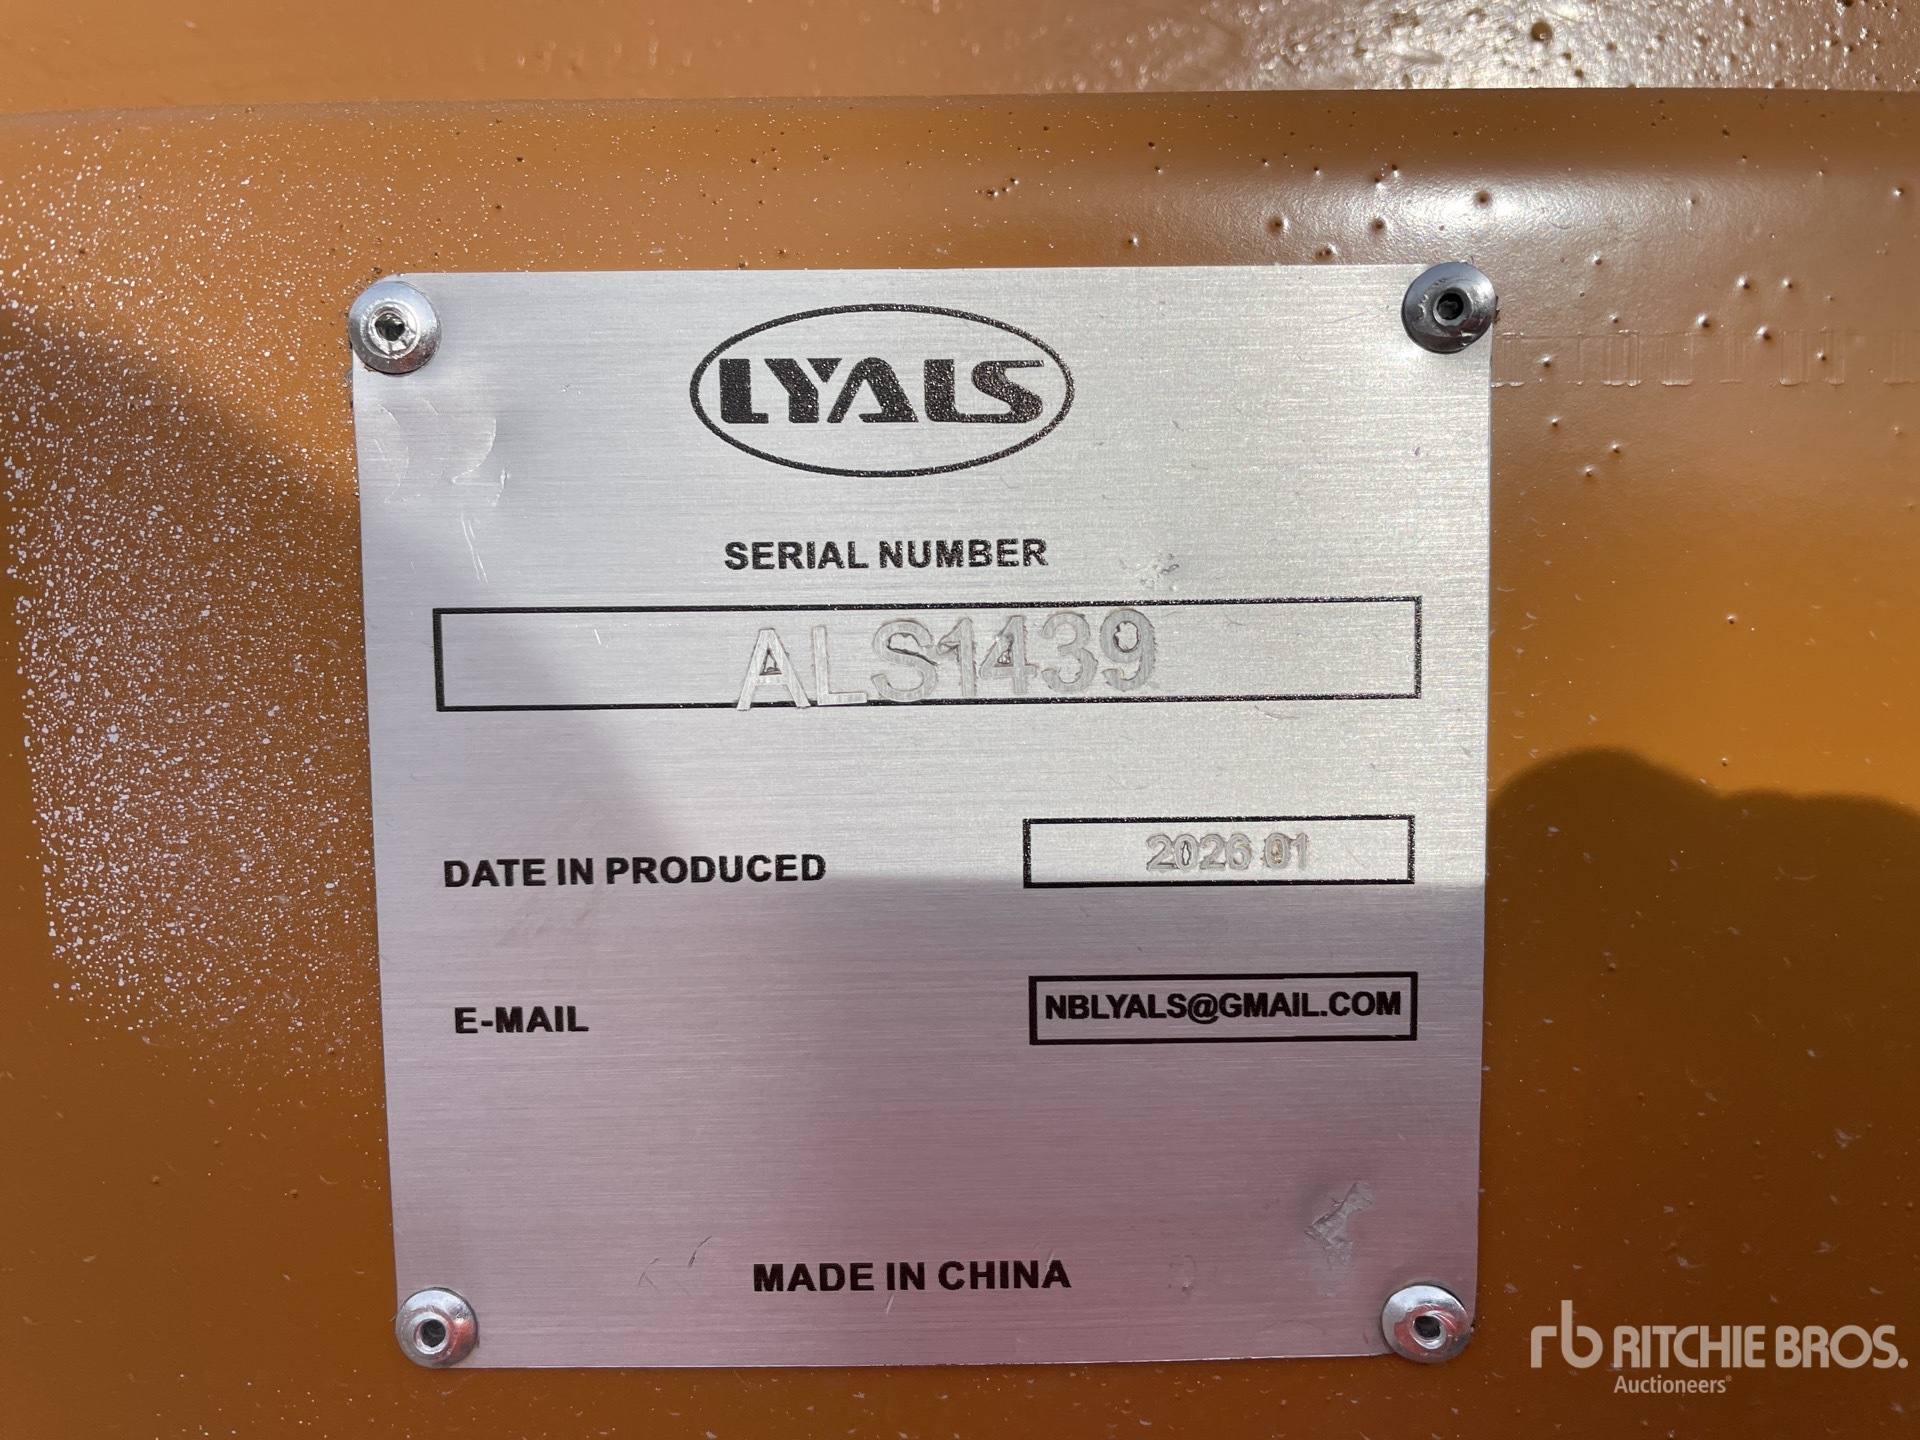 LYALS
SERIAL NUMBER
ALS1439
DATE IN PRODUCED
2026 01
E-MAIL
NBLYALS@GMAIL.COM
MADE IN CHINA
rb RITCHIE BROS.
Auctioneers